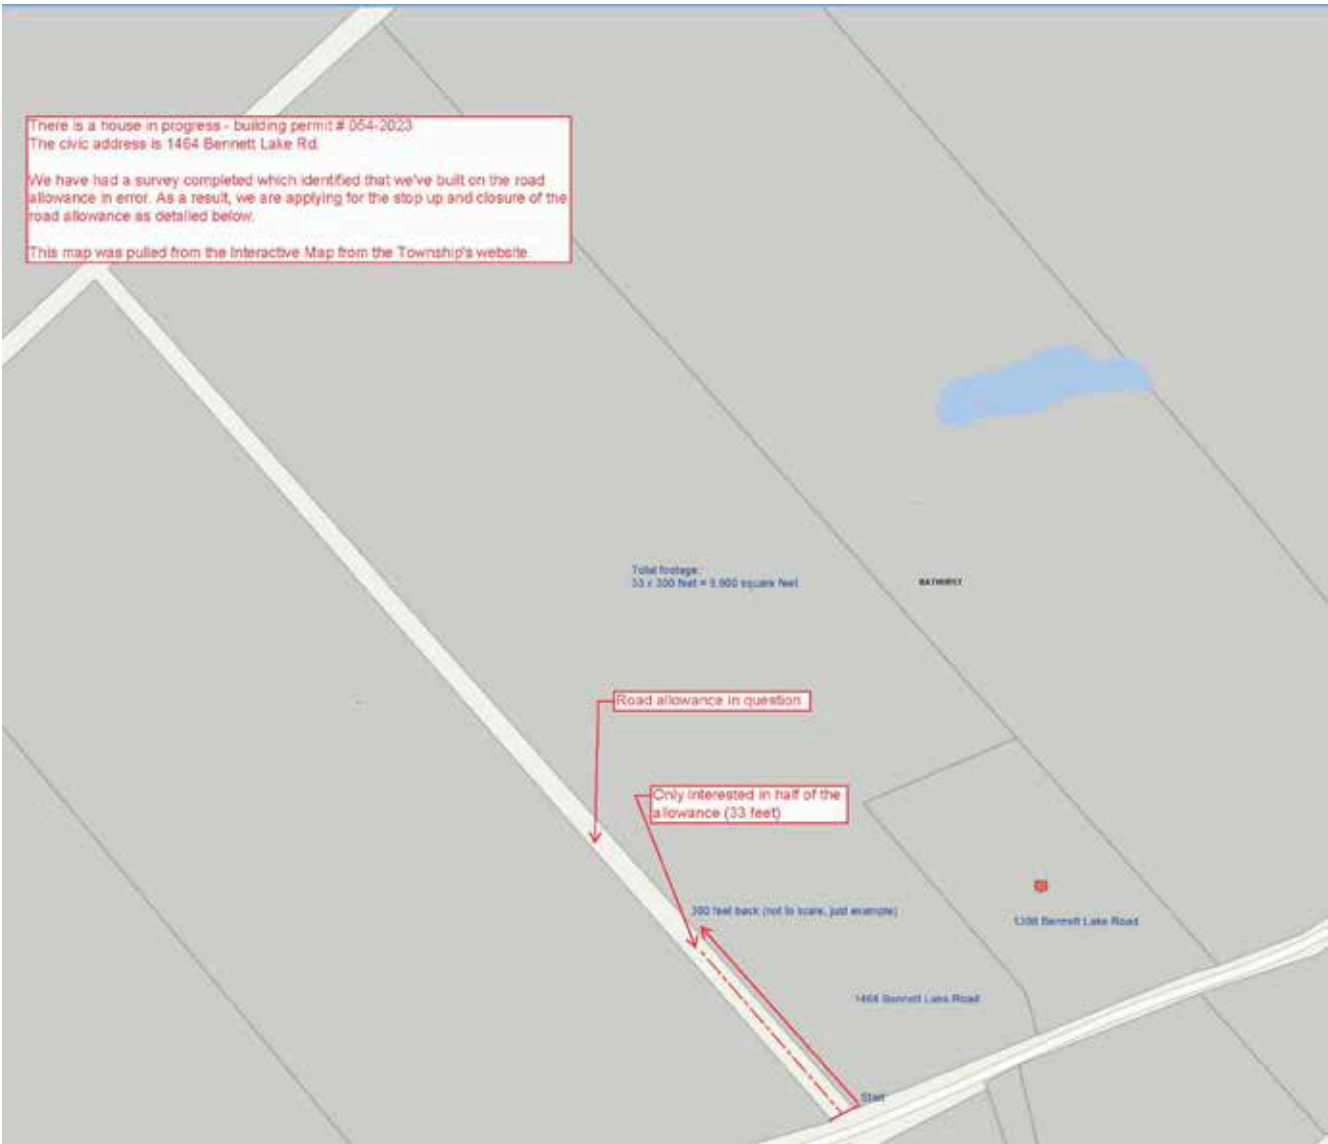 There is a house in progress - building permit # 054-2023
The civic address is 1464 Bennett Lake Rd.
We have had a survey completed which identified that we've built on the road
allowance in error. As a result, we are applying for the stop up and closure of the
road allowance as detailed below.
This map was pulled from the Interactive Map from the Township's website.
Total footage:
33 x 300 feet = 9,900 square feet
BATHURST
Road allowance in question
Only interested in half of the
allowance (33 feet)
300 feet back (not to scale, just example)
Bennett Lake Road
1464 Bennett Lake Road
Start